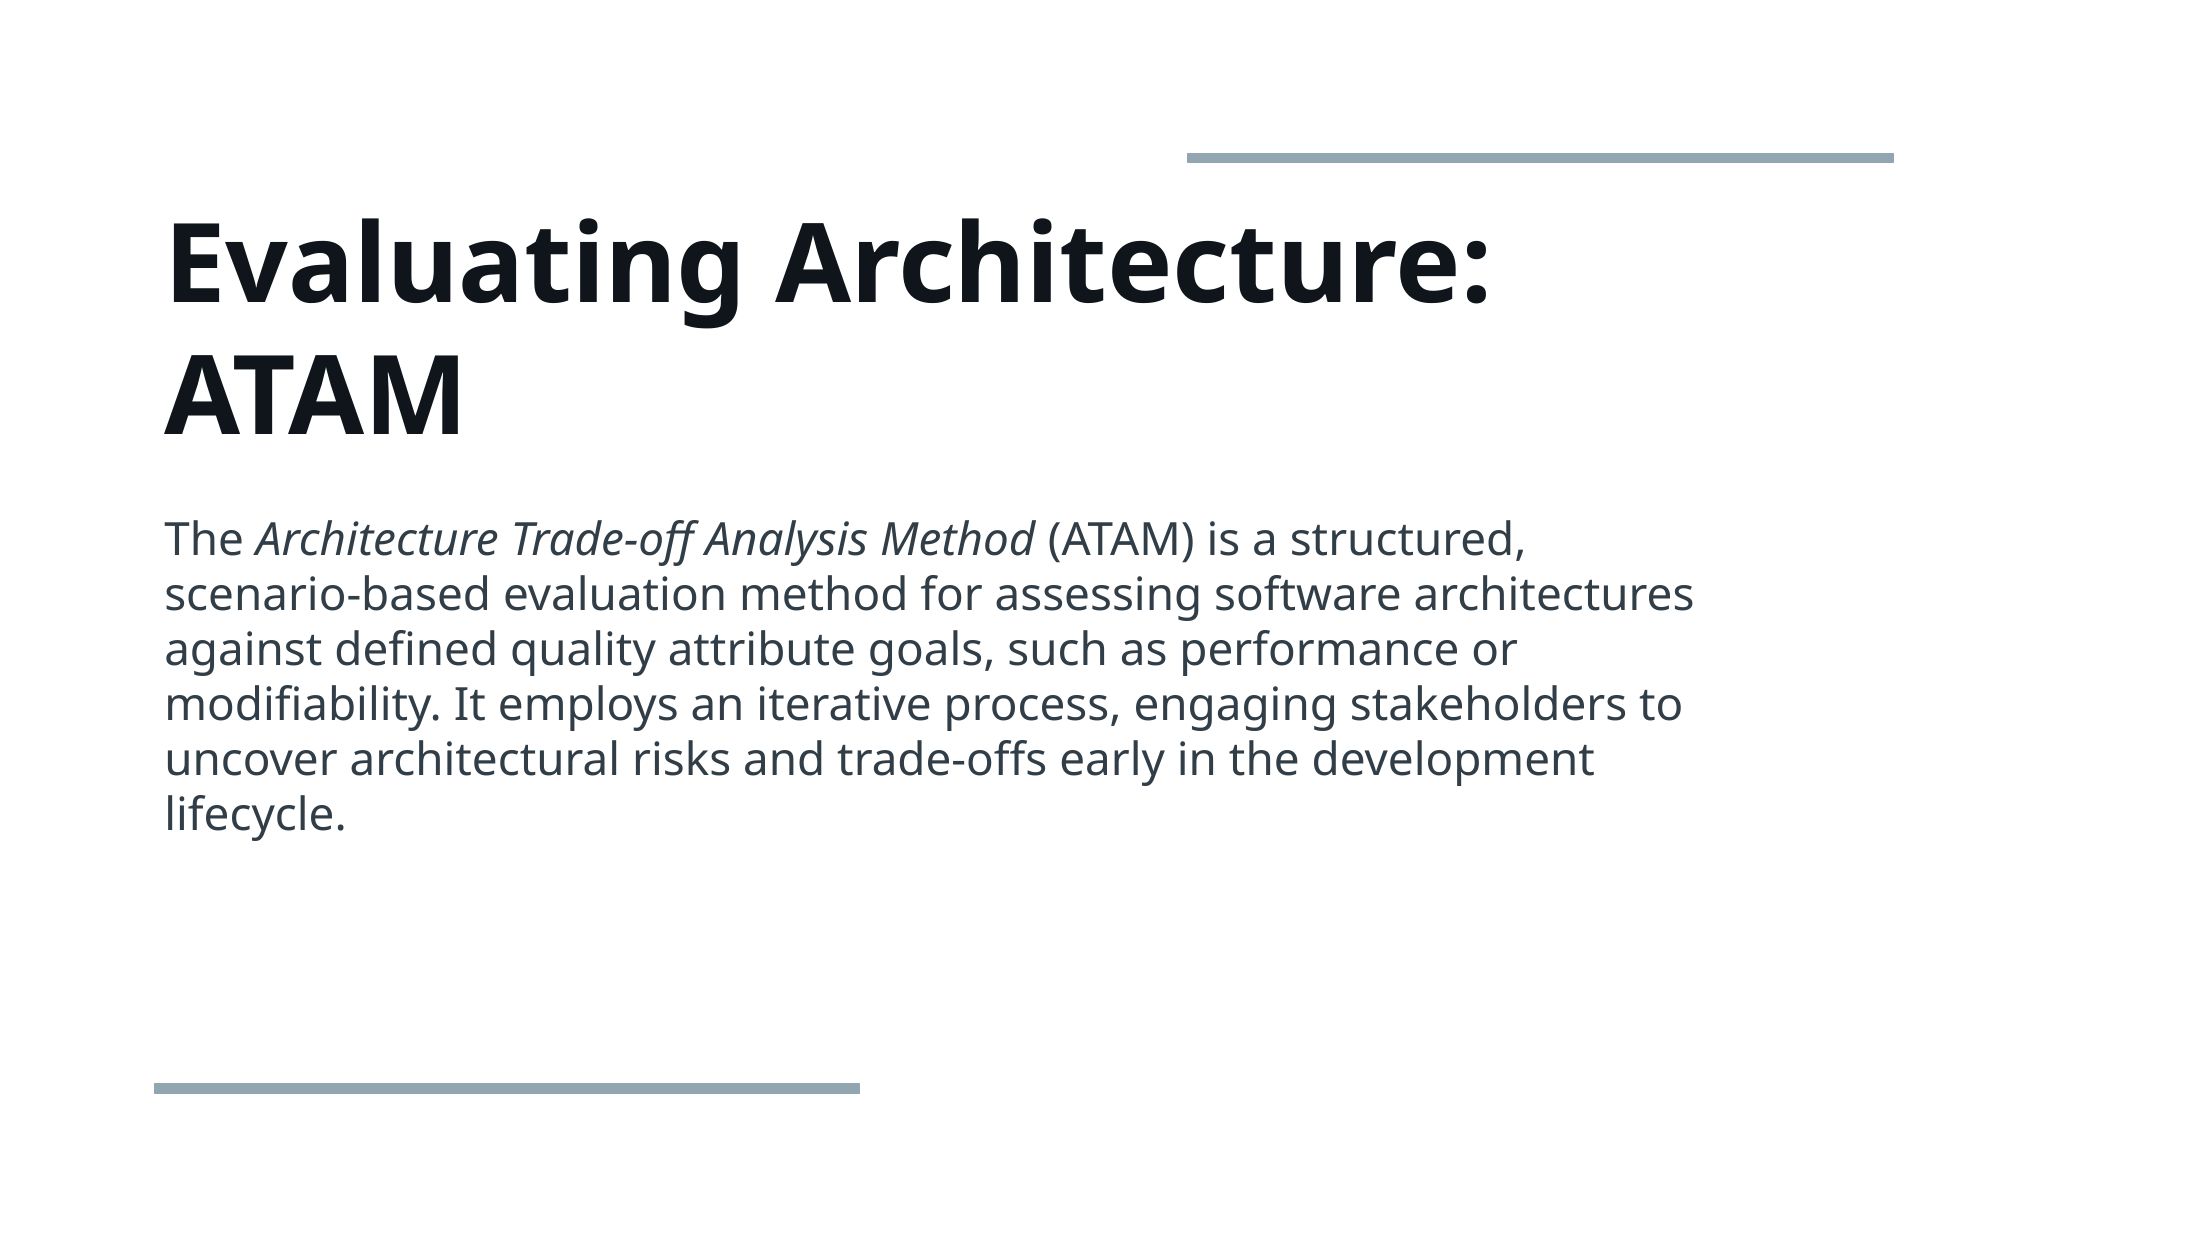 Evaluating Architecture:
ATAM
The Architecture Trade-off Analysis Method (ATAM) is a structured,
scenario-based evaluation method for assessing software architectures
against defined quality attribute goals, such as performance or
modifiability. It employs an iterative process, engaging stakeholders to
uncover architectural risks and trade-offs early in the development
lifecycle.